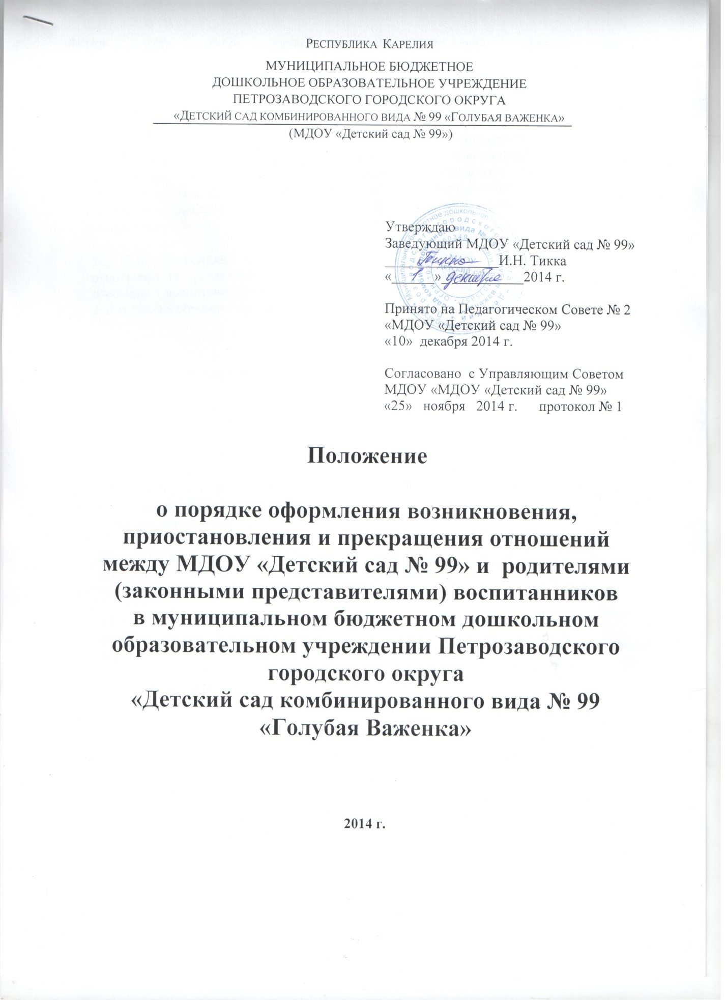 РЕСПУБЛИКА КАРЕЛИЯ
МУНИЦИПАЛЬНОЕ БЮДЖЕТНОЕ
ДОШКОЛЬНОЕ ОБРАЗОВАТЕЛЬНОЕ УЧРЕЖДЕНИЕ
ПЕТРОЗАВОДСКОГО ГОРОДСКОГО ОКРУГА
«ДЕТСКИЙ САД КОМБИНИРОВАННОГО ВИДА № 99 «ГОЛУБАЯ ВАЖЕНКА»
(МДОУ «Детский сад № 99»)
Утверждаю
Заведующий МДОУ «Детский сад № 99»
И.Н. Тикка
« 1 » декабря 2014 г.
Принято на Педагогическом Совете № 2
«МДОУ «Детский сад № 99»
«10» декабря 2014 г.
Согласовано с Управляющим Советом
МДОУ «МДОУ «Детский сад № 99»
«25» ноября 2014 г. протокол № 1
Положение
о порядке оформления возникновения,
приостановления и прекращения отношений
между МДОУ «Детский сад № 99» и родителями
(законными представителями) воспитанников
в муниципальном бюджетном дошкольном
образовательном учреждении Петрозаводского
городского округа
«Детский сад комбинированного вида № 99
«Голубая Важенка»
2014 г.